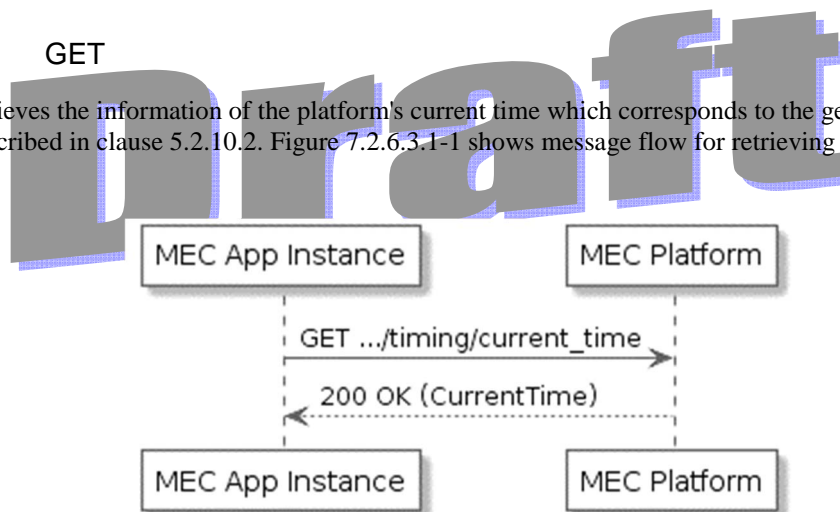 GET
Draft
ieves the information of the platform's current time which corresponds to the ge
cribed in clause 5.2.10.2. Figure 7.2.6.3.1-1 shows message flow for retrieving
MEC App Instance MEC Platform
GET .../timing/current_time
200 OK (CurrentTime)
MEC App Instance MEC Platform